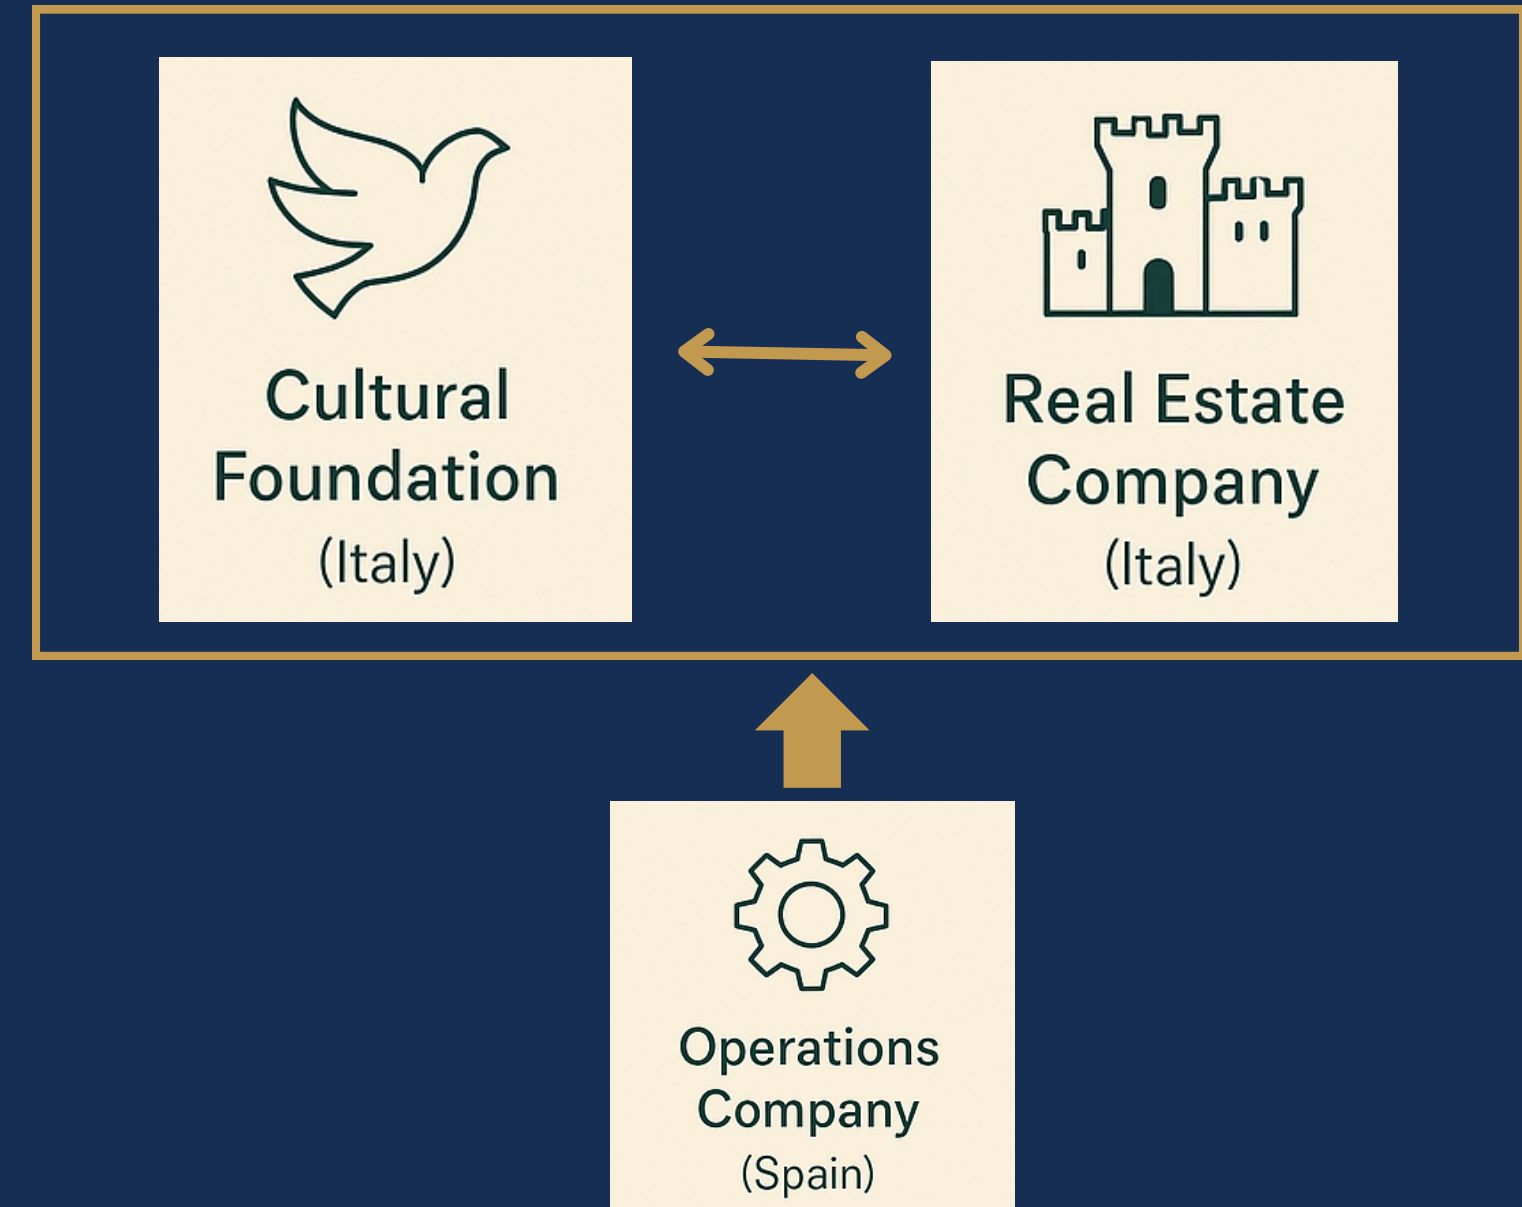 Cultural
Foundation
(Italy)
Real Estate
Company
(Italy)
Operations
Company
(Spain)